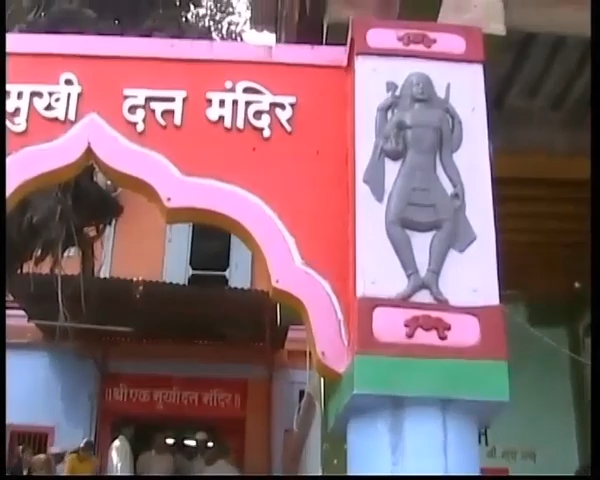 मुखी दत्त मंदिर
॥श्री एक मुखी दत्त मंदिर॥